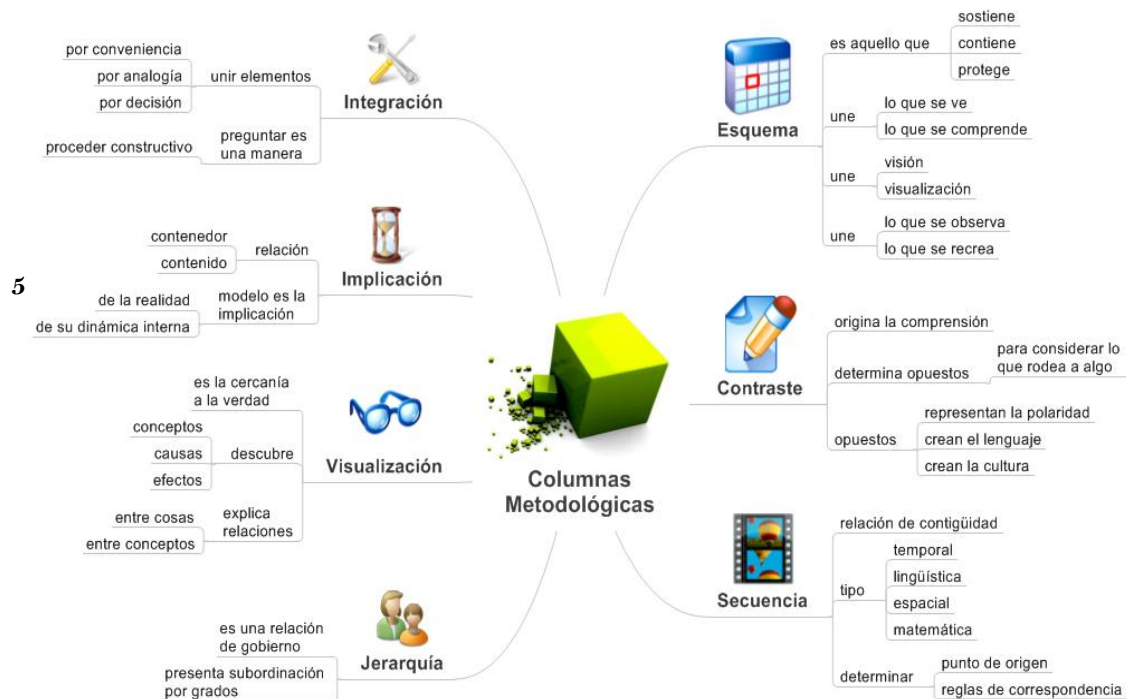 por conveniencia
por analogía
por decisión
unir elementos
proceder constructivo
preguntar es
una manera
Integración
contenedor
contenido
relación
de la realidad
de su dinámica interna
modelo es la
implicación
Implicación
5
es la cercanía
a la verdad
conceptos
causas
efectos
descubre
entre cosas
entre conceptos
explica
relaciones
Visualización
es una relación
de gobierno
presenta subordinación
por grados
Jerarquía
Columnas
Metodológicas
Esquema
es aquello que
sostiene
contiene
protege
une
lo que se ve
lo que se comprende
une
visión
visualización
une
lo que se observa
lo que se recrea
Contraste
origina la comprensión
determina opuestos
para considerar lo
que rodea a algo
opuestos
representan la polaridad
crean el lenguaje
crean la cultura
Secuencia
relación de contigüidad
tipo
temporal
lingüística
espacial
matemática
determinar
punto de origen
reglas de correspondencia